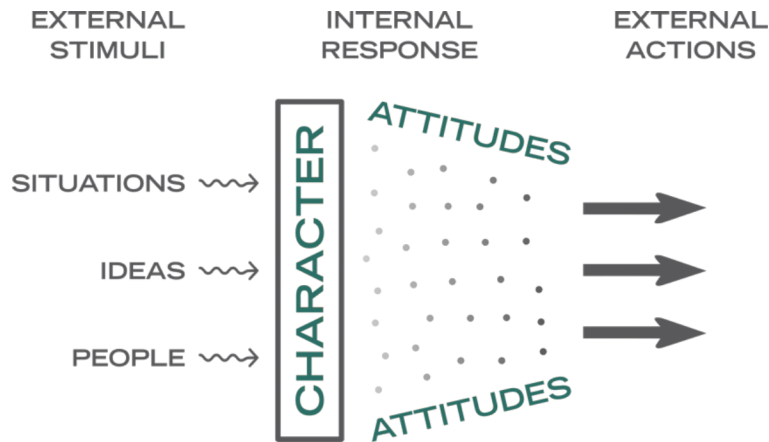 EXTERNAL
STIMULI
INTERNAL
RESPONSE
EXTERNAL
ACTIONS
SITUATIONS
IDEAS
PEOPLE
CHARACTER
ATTITUDES
ATTITUDES